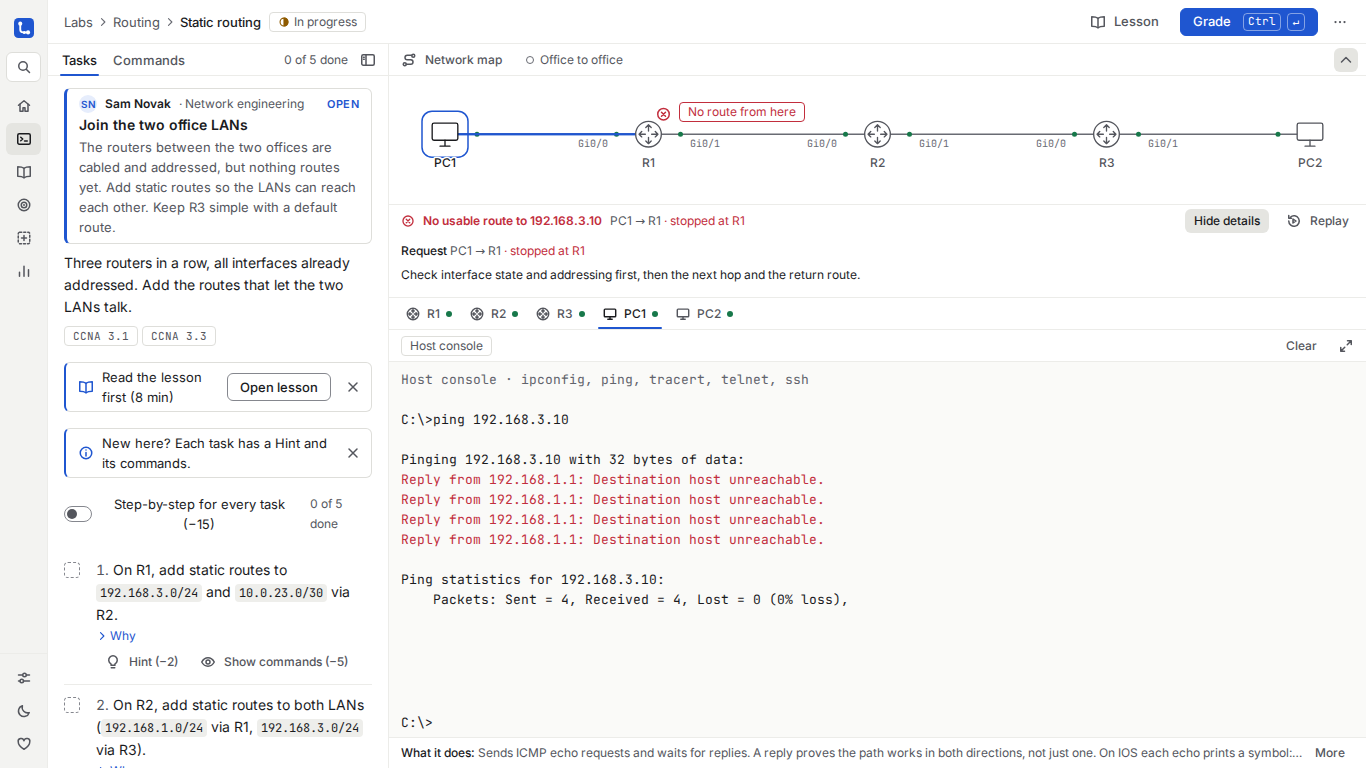 Labs > Routing > Static routing In progress
Lesson
Grade Ctrl ↵
Tasks Commands 0 of 5 done
Network map Office to office
SN Sam Novak · Network engineering OPEN
Join the two office LANs
The routers between the two offices are
cabled and addressed, but nothing routes
yet. Add static routes so the LANs can reach
each other. Keep R3 simple with a default
route.
Three routers in a row, all interfaces already
addressed. Add the routes that let the two
LANs talk.
CCNA 3.1 CCNA 3.3
Read the lesson
first (8 min)
Open lesson
New here? Each task has a Hint and
its commands.
Step-by-step for every task
(−15)
0 of 5
done
1. On R1, add static routes to
192.168.3.0/24 and 10.0.23.0/30 via
R2.
Why
Hint (−2) Show commands (−5)
2. On R2, add static routes to both LANs
(192.168.1.0/24 via R1, 192.168.3.0/24
via R3).
No route from here
Gi0/0 Gi0/1 Gi0/0 Gi0/1 Gi0/0 Gi0/1
PC1 R1 R2 R3 PC2
No usable route to 192.168.3.10 PC1 → R1 · stopped at R1
Hide details Replay
Request PC1 → R1 · stopped at R1
Check interface state and addressing first, then the next hop and the return route.
R1 R2 R3 PC1 PC2
Host console Clear
Host console · ipconfig, ping, tracert, telnet, ssh
C:\>ping 192.168.3.10
Pinging 192.168.3.10 with 32 bytes of data:
Reply from 192.168.1.1: Destination host unreachable.
Reply from 192.168.1.1: Destination host unreachable.
Reply from 192.168.1.1: Destination host unreachable.
Reply from 192.168.1.1: Destination host unreachable.
Ping statistics for 192.168.3.10:
Packets: Sent = 4, Received = 4, Lost = 0 (0% loss),
C:\>
What it does: Sends ICMP echo requests and waits for replies. A reply proves the path works in both directions, not just one. On IOS each echo prints a symbol:... More